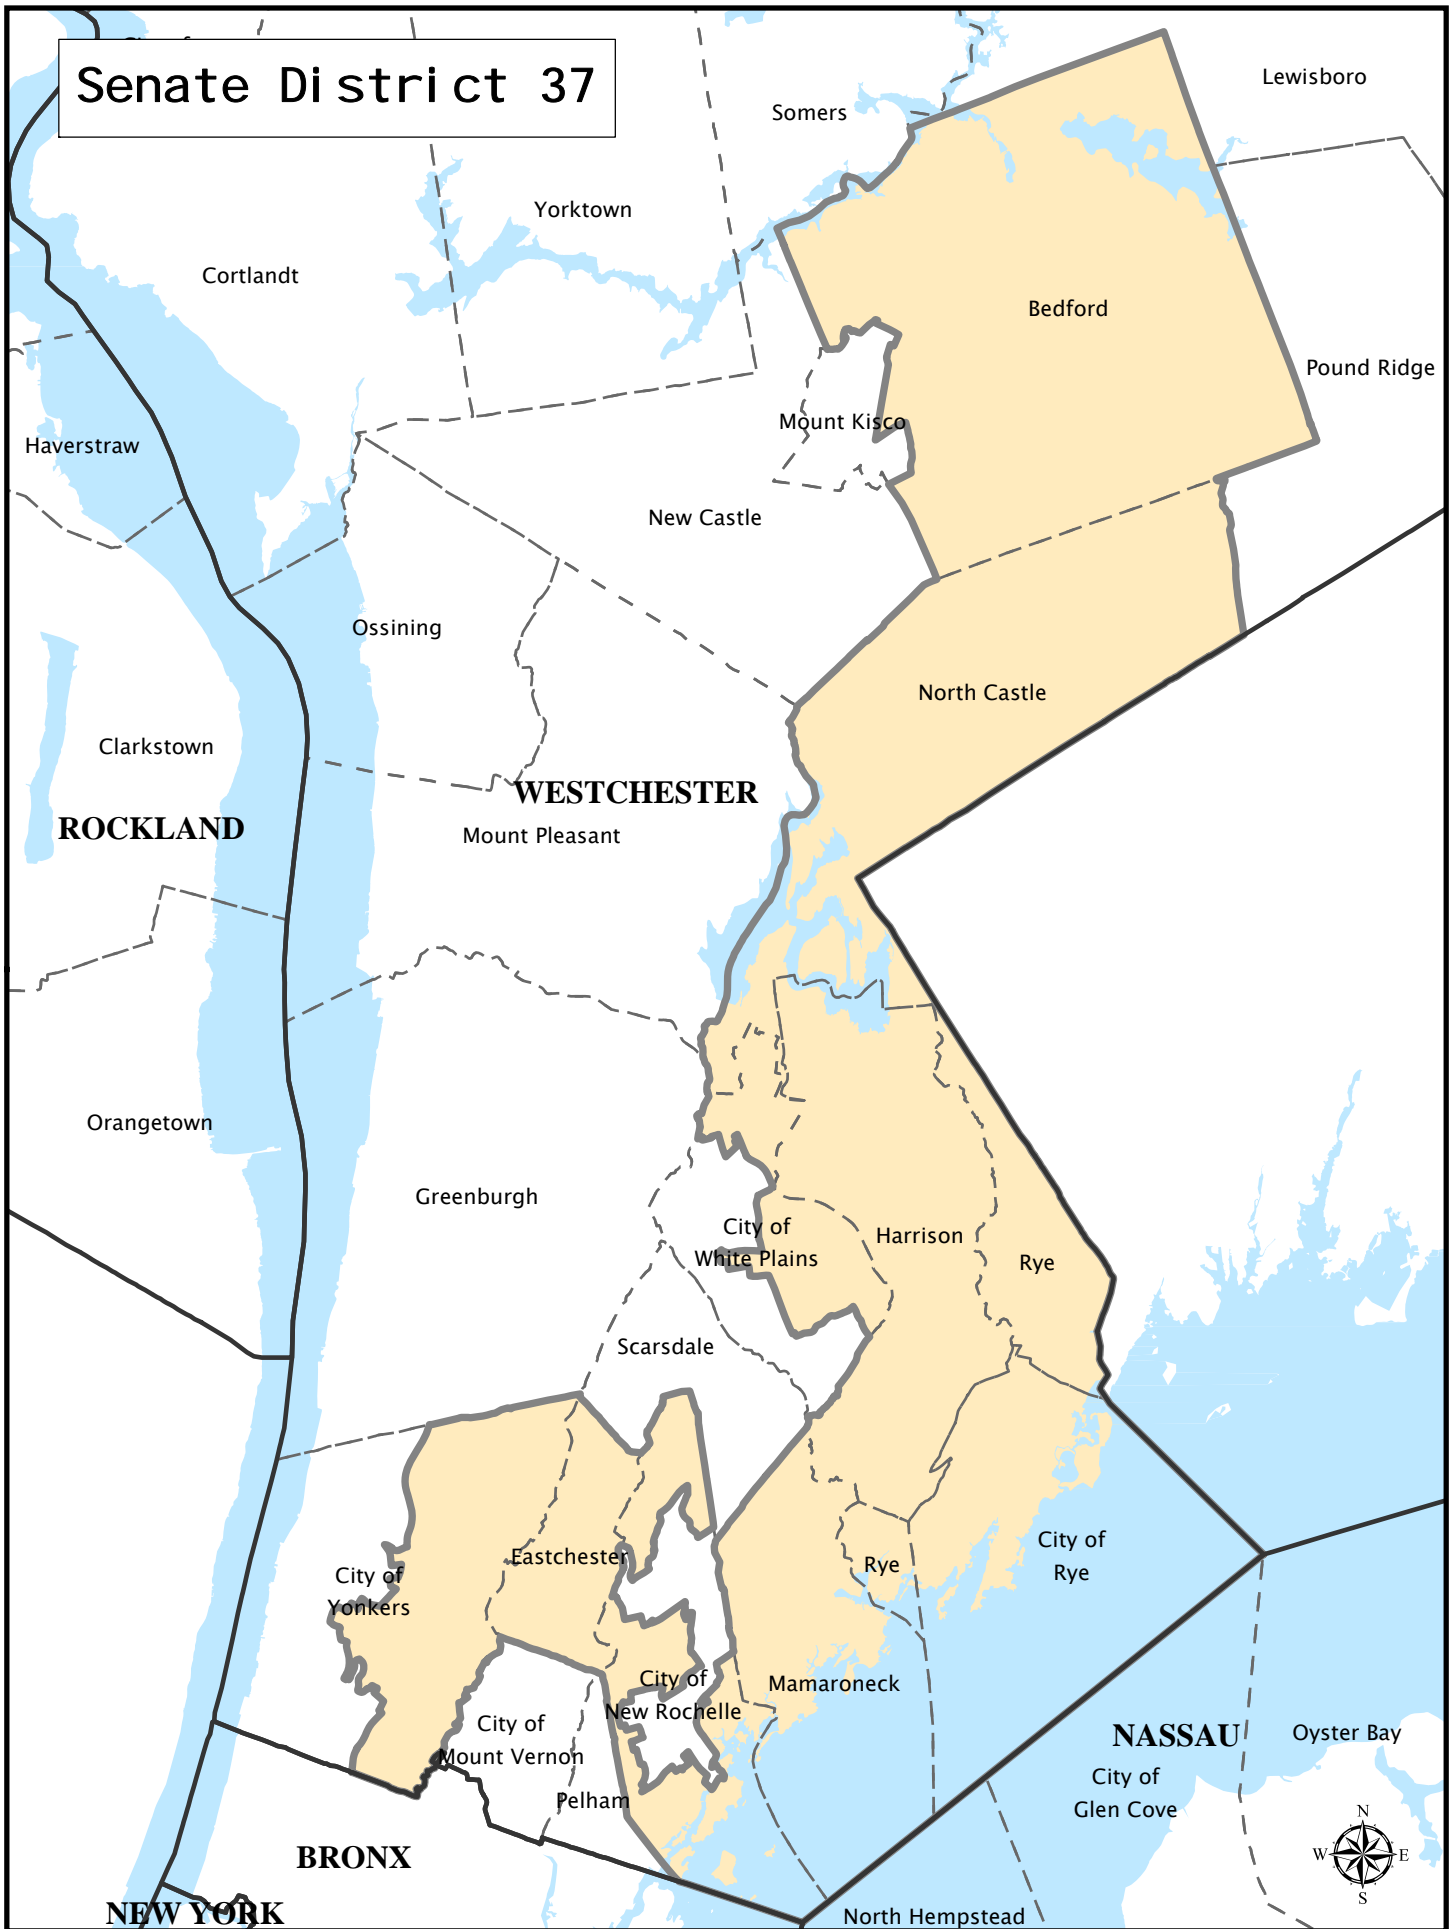 Senate District 37
Lewisboro
Somers
Yorktown
Cortlandt
Bedford
Pound Ridge
Mount Kisco
Haverstraw
New Castle
Ossining
North Castle
Clarkstown
WESTCHESTER
ROCKLAND
Mount Pleasant
Orangetown
Greenburgh
City of
White Plains
Harrison
Rye
Scarsdale
City of
Rye
Eastchester
Rye
City of
Yonkers
City of
New Rochelle
Mamaroneck
City of
Mount Vernon
NASSAU
Oyster Bay
City of
Glen Cove
Pelham
BRONX
N
W
E
S
NEW YORK
North Hempstead